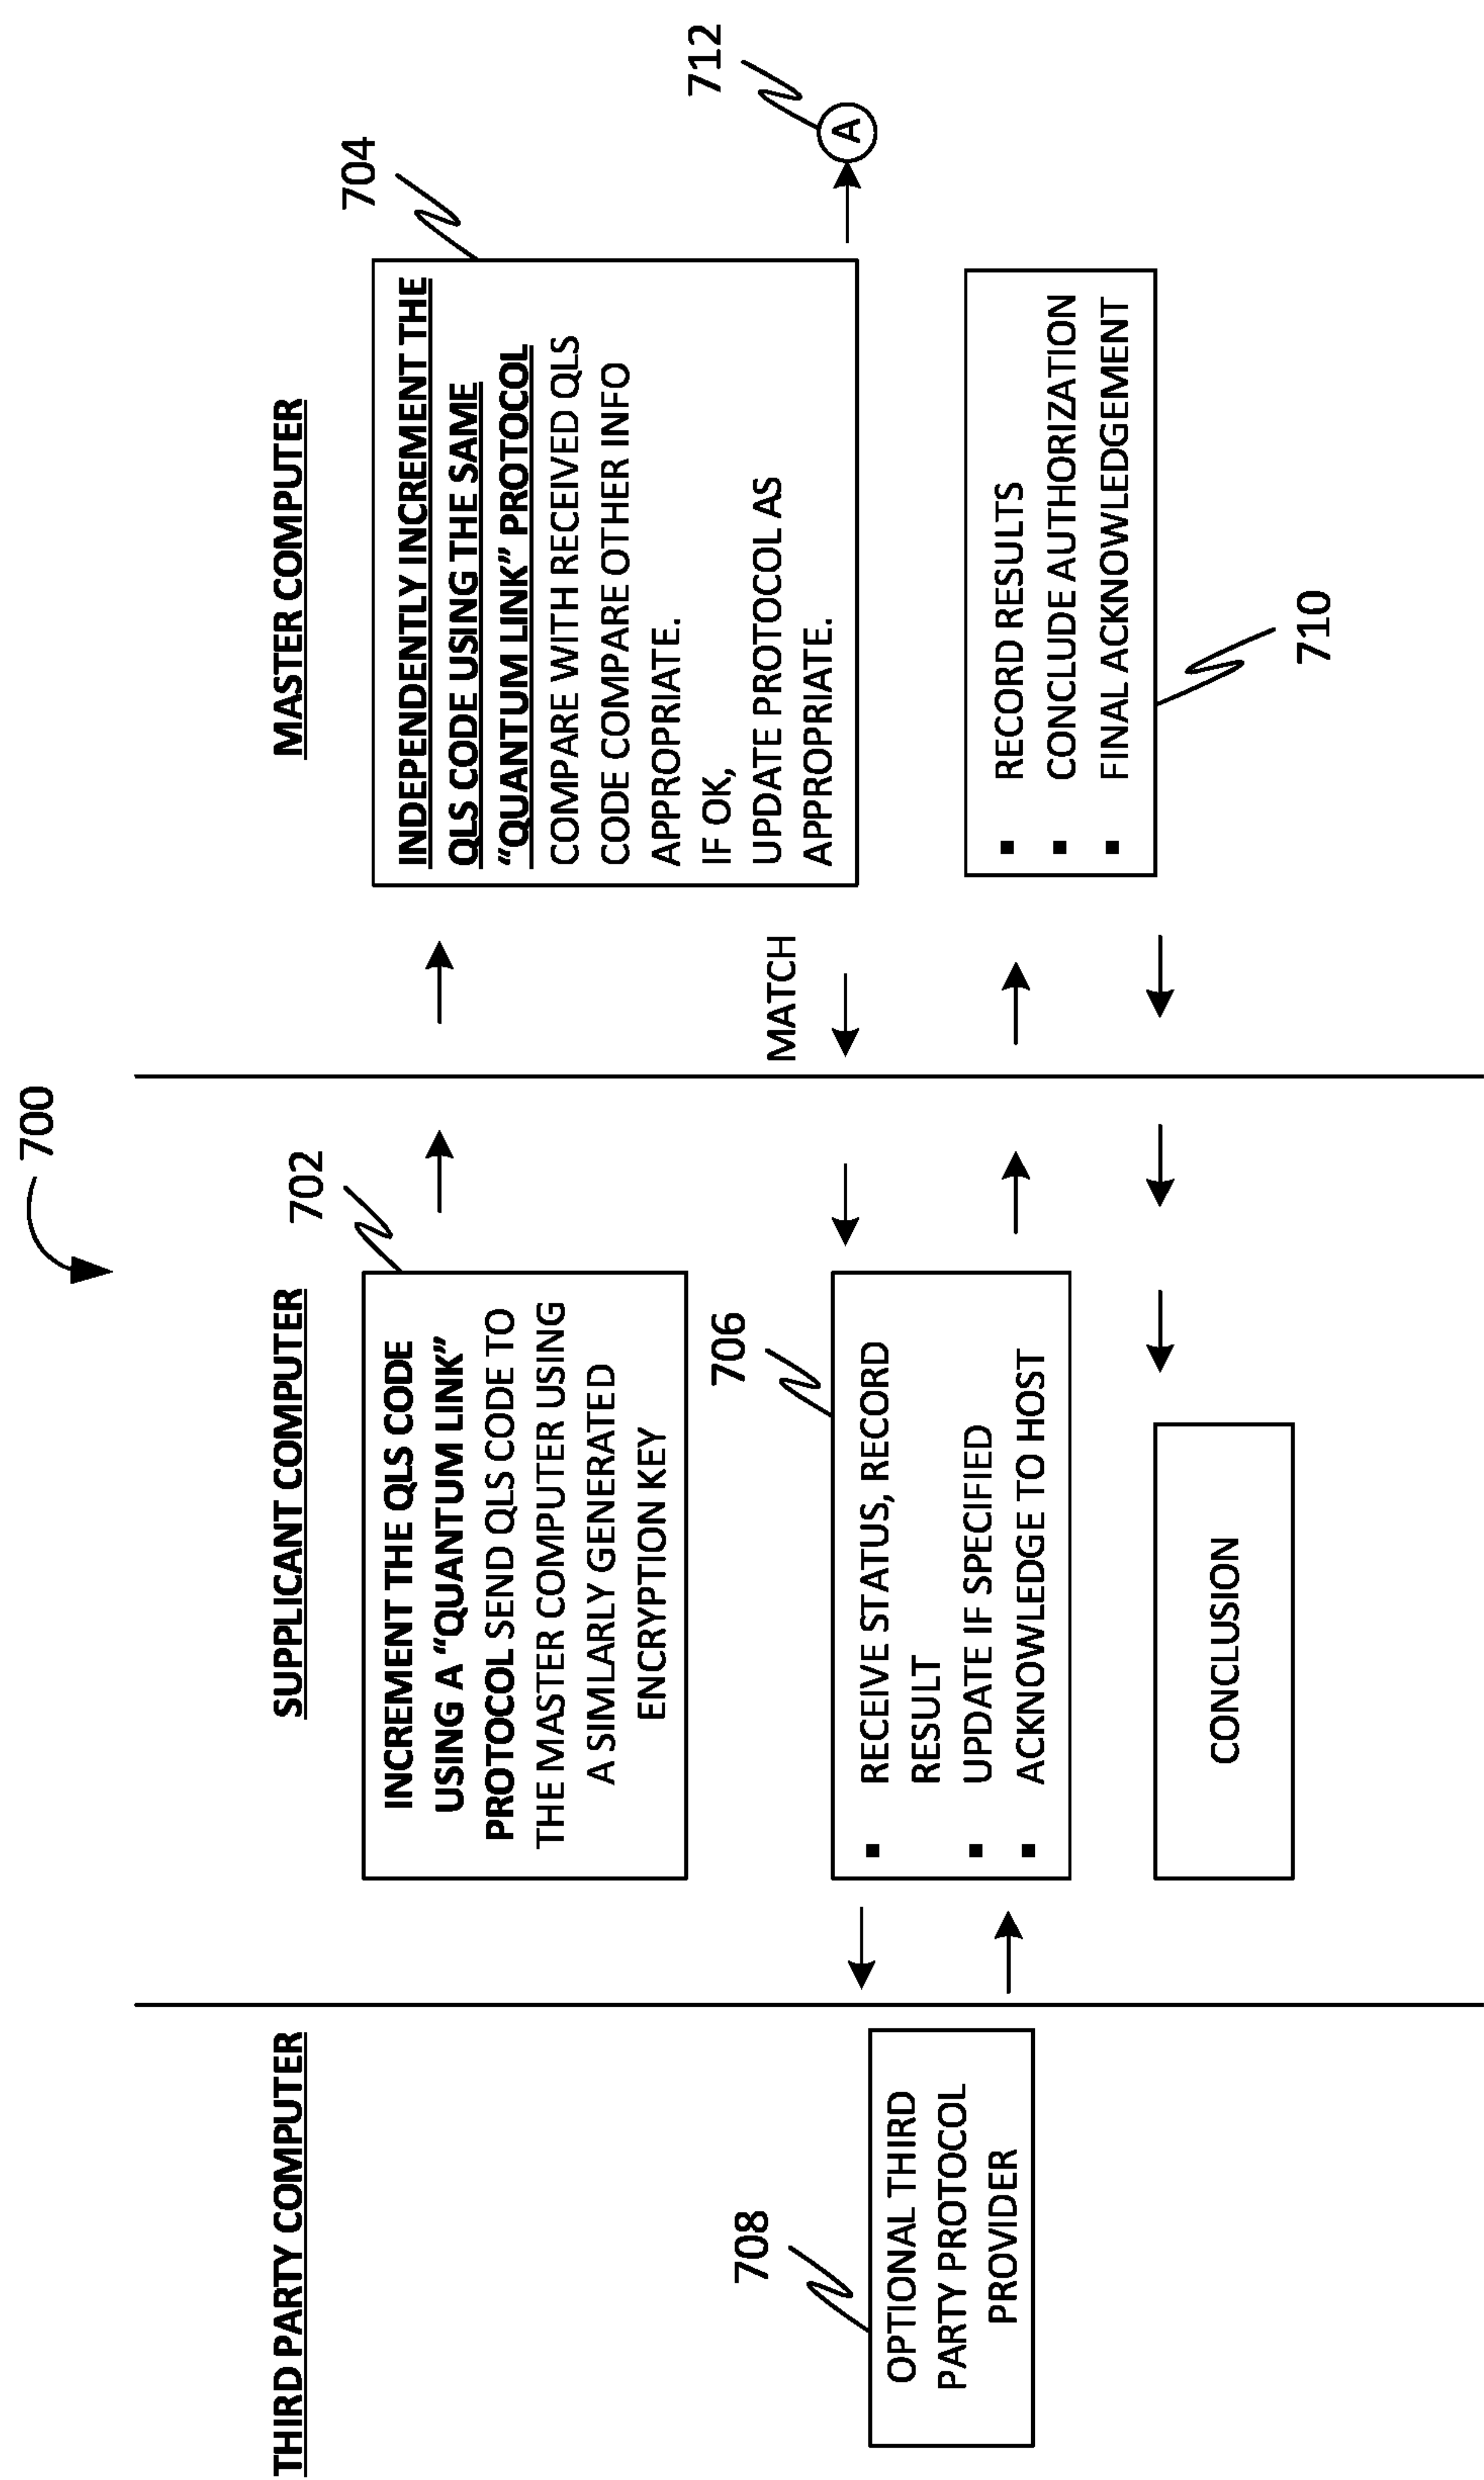 700
THIRD PARTY COMPUTER
SUPPLICANT COMPUTER
MASTER COMPUTER
702
INCREMENT THE QLS CODE
USING A “QUANTUM LINK”
PROTOCOL SEND QLS CODE TO
THE MASTER COMPUTER USING
A SIMLARLY GENERATED
ENCRYPTION KEY
704
INDEPENDENTLY INCREMENT THE
QLS CODE USING THE SAME
“QUANTUM LINK” PROTOCOL
COMPARE WITH RECEIVED QLS
CODE COMPARE OTHER INFO
APPROPRIATE.
IF OK,
UPDATE PROTOCOL AS
APPROPRIATE.
712
A
MATCH
706
▪ RECEIVE STATUS, RECORD
RESULT
▪ UPDATE IF SPECIFIED
▪ ACKNOWLEDGE TO HOST
708
OPTIONAL THIRD
PARTY PROTOCOL
PROVIDER
▪ RECORD RESULTS
▪ CONCLUDE AUTHORIZATION
▪ FINAL ACKNOWLEDGEMENT
710
CONCLUSION